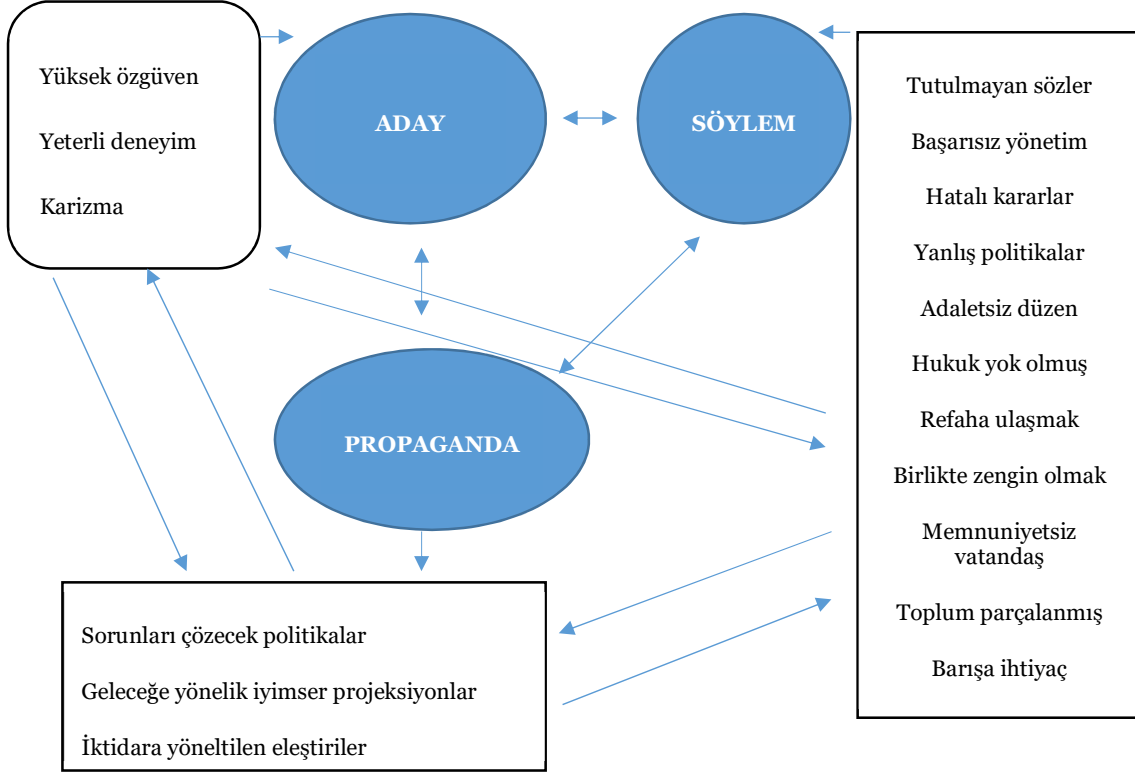 Yüksek özgüven
Yeterli deneyim
Karizma
ADAY
SÖYLEM
Tutulmayan sözler
Başarısız yönetim
Hatalı kararlar
Yanlış politikalar
Adaletsiz düzen
Hukuk yok olmuş
Refaha ulaşmak
Birlikte zengin olmak
Memnuniyetsiz
vatandaş
Toplum parçalanmış
Barışa ihtiyaç
PROPAGANDA
Sorunları çözecek politikalar
Geleceğe yönelik iyimser projeksiyonlar
İktidara yöneltilen eleştiriler